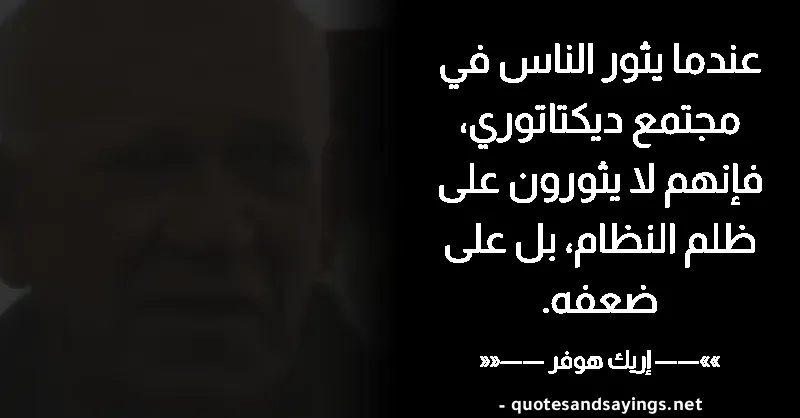 عندما يثور الناس في
مجتمع ديكتاتوري،
فإنهم لا يثورون على
ظلم النظام، بل على
ضعفه.
»»—— إريك هوفر ——««
- quotesandsayings.net